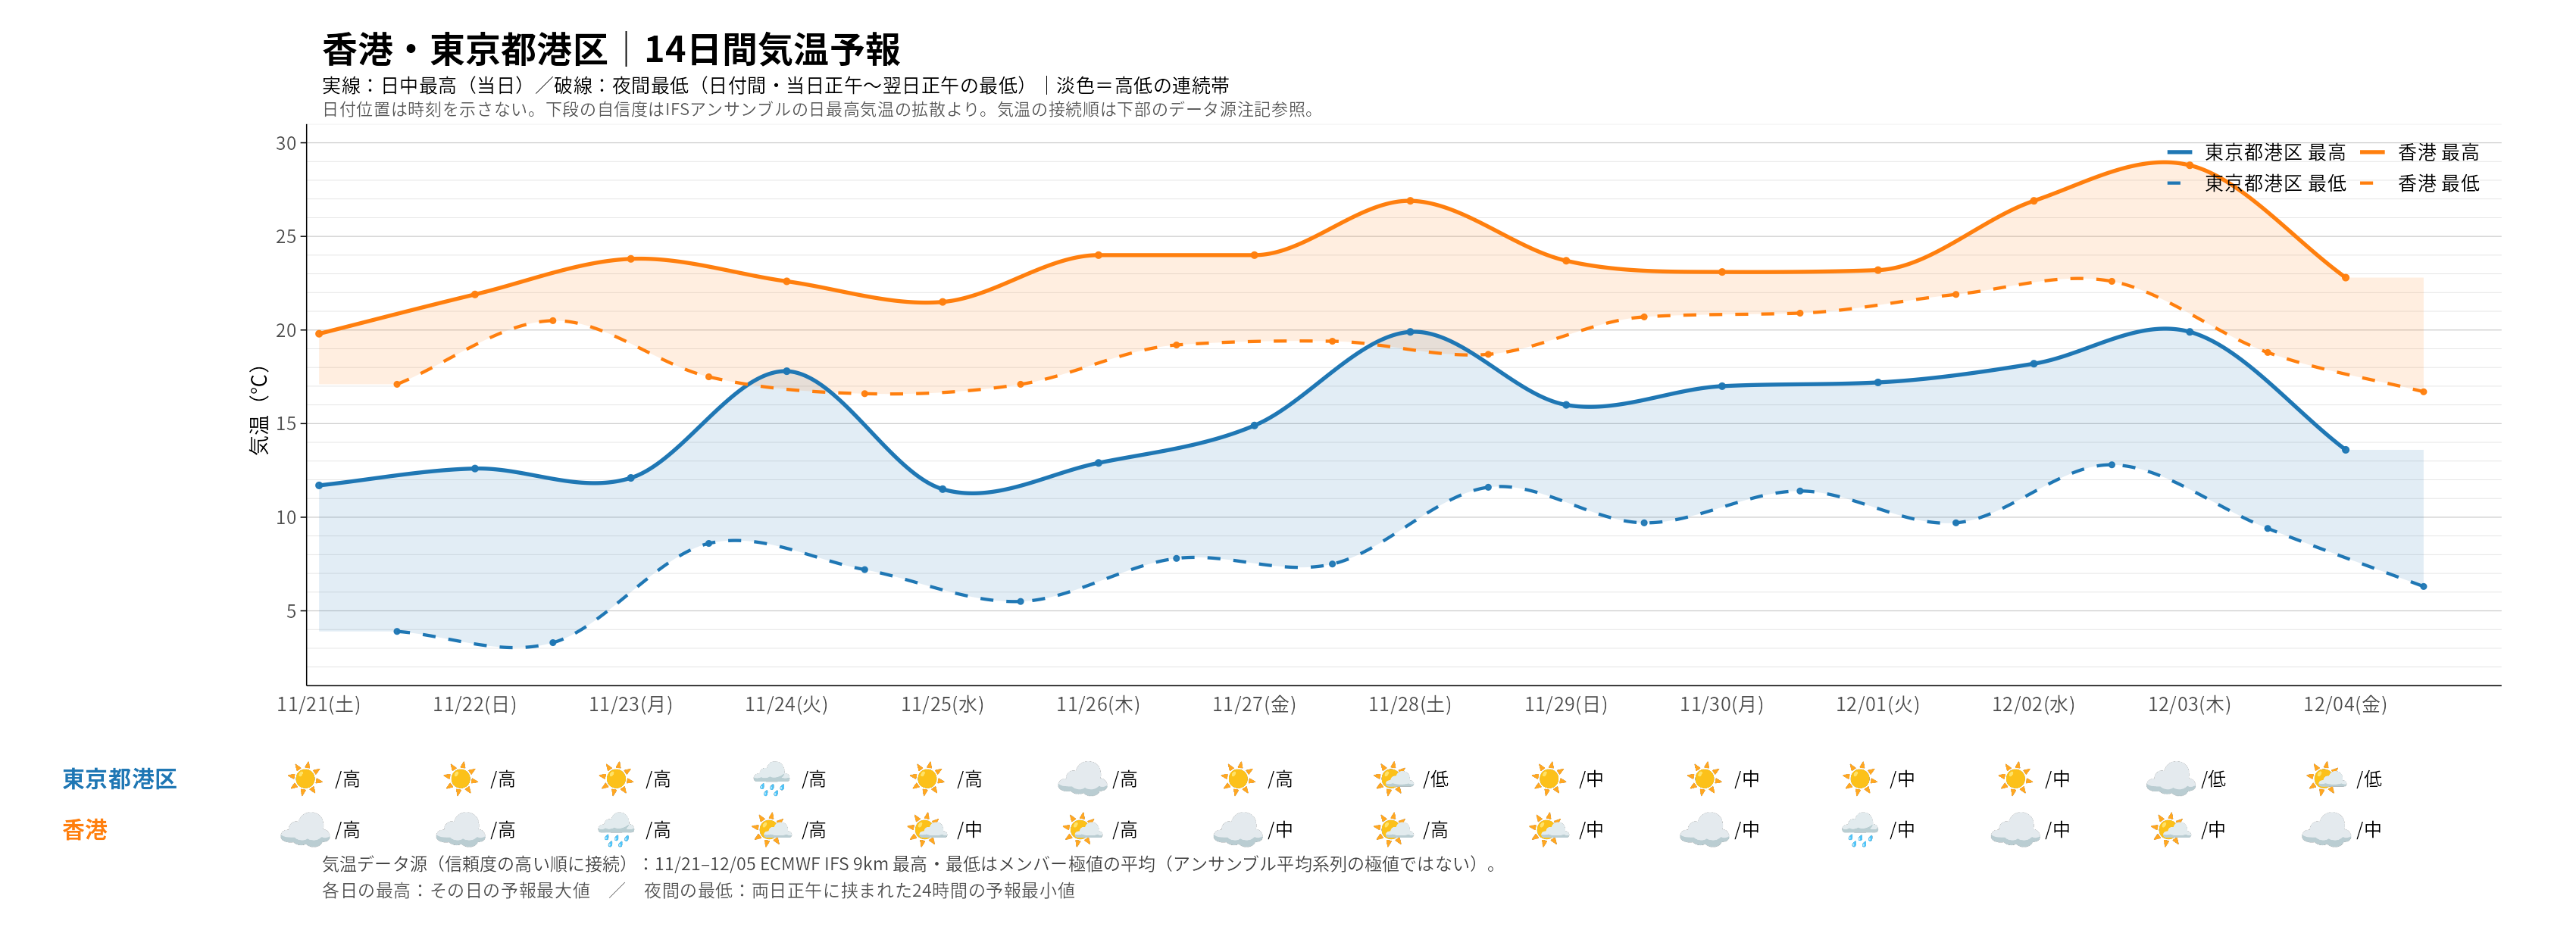 香港・東京都港区｜14日間気温予報
実線：日中最高（当日）／破線：夜間最低（日付間・当日正午～翌日正午の最低）｜淡色＝高低の連続帯
日付位置は時刻を示さない。下段の自信度はIFSアンサンブルの日最高気温の拡散より。気温の接続順は下部のデータ源注記参照。
東京都港区 最高 香港 最高
東京都港区 最低 香港 最低
気温（°C）
30
25
20
15
10
5
11/21(土) 11/22(日) 11/23(月) 11/24(火) 11/25(水) 11/26(木) 11/27(金) 11/28(土) 11/29(日) 11/30(月) 12/01(火) 12/02(水) 12/03(木) 12/04(金)
東京都港区 /高 /高 /高 /高 /高 /高 /高 /低 /中 /中 /中 /中 /低 /低
香港 /高 /高 /高 /高 /中 /高 /中 /高 /中 /中 /中 /中 /中 /中
気温データ源（信頼度の高い順に接続）：11/21–12/05 ECMWF IFS 9km 最高・最低はメンバー極値の平均（アンサンブル平均系列の極値ではない）。
各日の最高：その日の予報最大値　／　夜間の最低：両日正午に挟まれた24時間の予報最小値